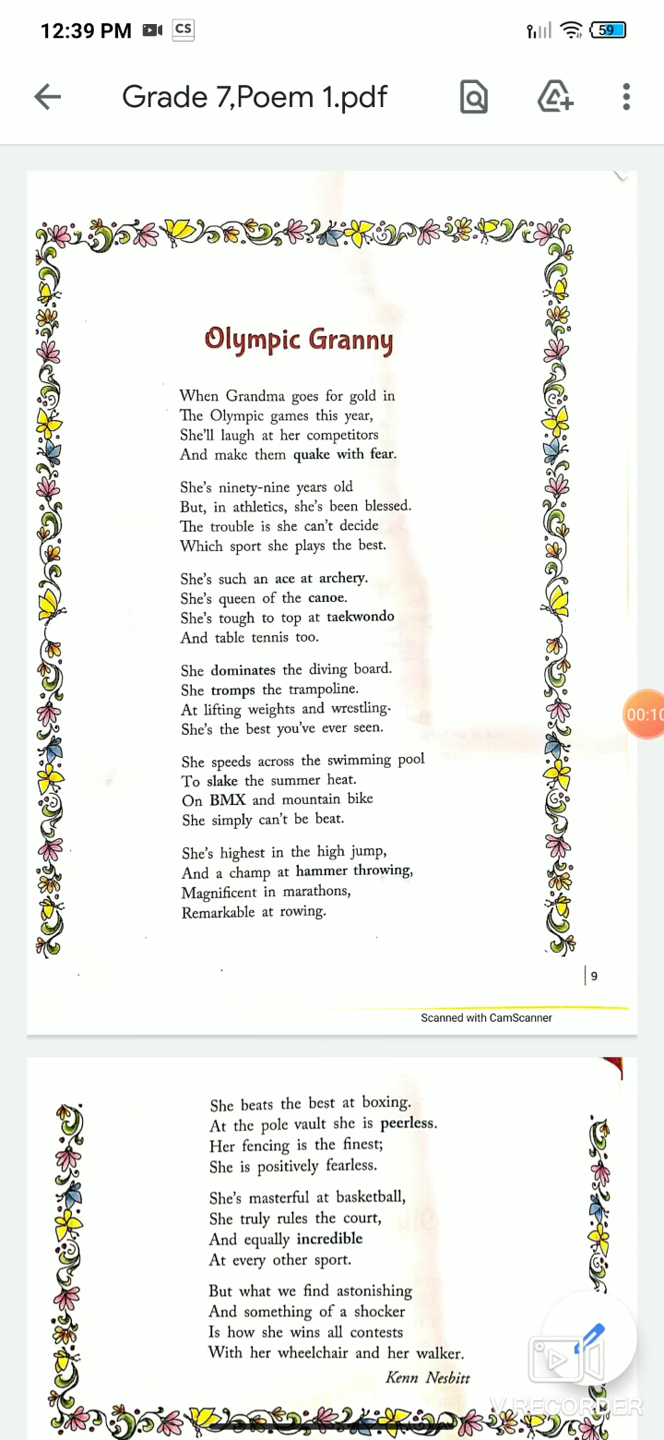 12:39 PM CS 59
Grade 7,Poem 1.pdf
Olympic Granny
When Grandma goes for gold in
The Olympic games this year,
She'll laugh at her competitors
And make them quake with fear.
She's ninety-nine years old
But, in athletics, she's been blessed.
The trouble is she can't decide
Which sport she plays the best.
She's such an ace at archery.
She's queen of the canoe.
She's tough to top at taekwondo
And table tennis too.
She dominates the diving board.
She tromps the trampoline.
At lifting weights and wrestling.
She's the best you've ever seen.
00:10
She speeds across the swimming pool
To slake the summer heat.
On BMX and mountain bike
She simply can't be beat.
She's highest in the high jump,
And a champ at hammer throwing,
Magnificent in marathons,
Remarkable at rowing.
9
Scanned with CamScanner
She beats the best at boxing.
At the pole vault she is peerless.
Her fencing is the finest;
She is positively fearless.
She's masterful at basketball,
She truly rules the court,
And equally incredible
At every other sport.
But what we find astonishing
And something of a shocker
Is how she wins all contests
With her wheelchair and her walker.
Kenn Nesbitt
V RECORDER